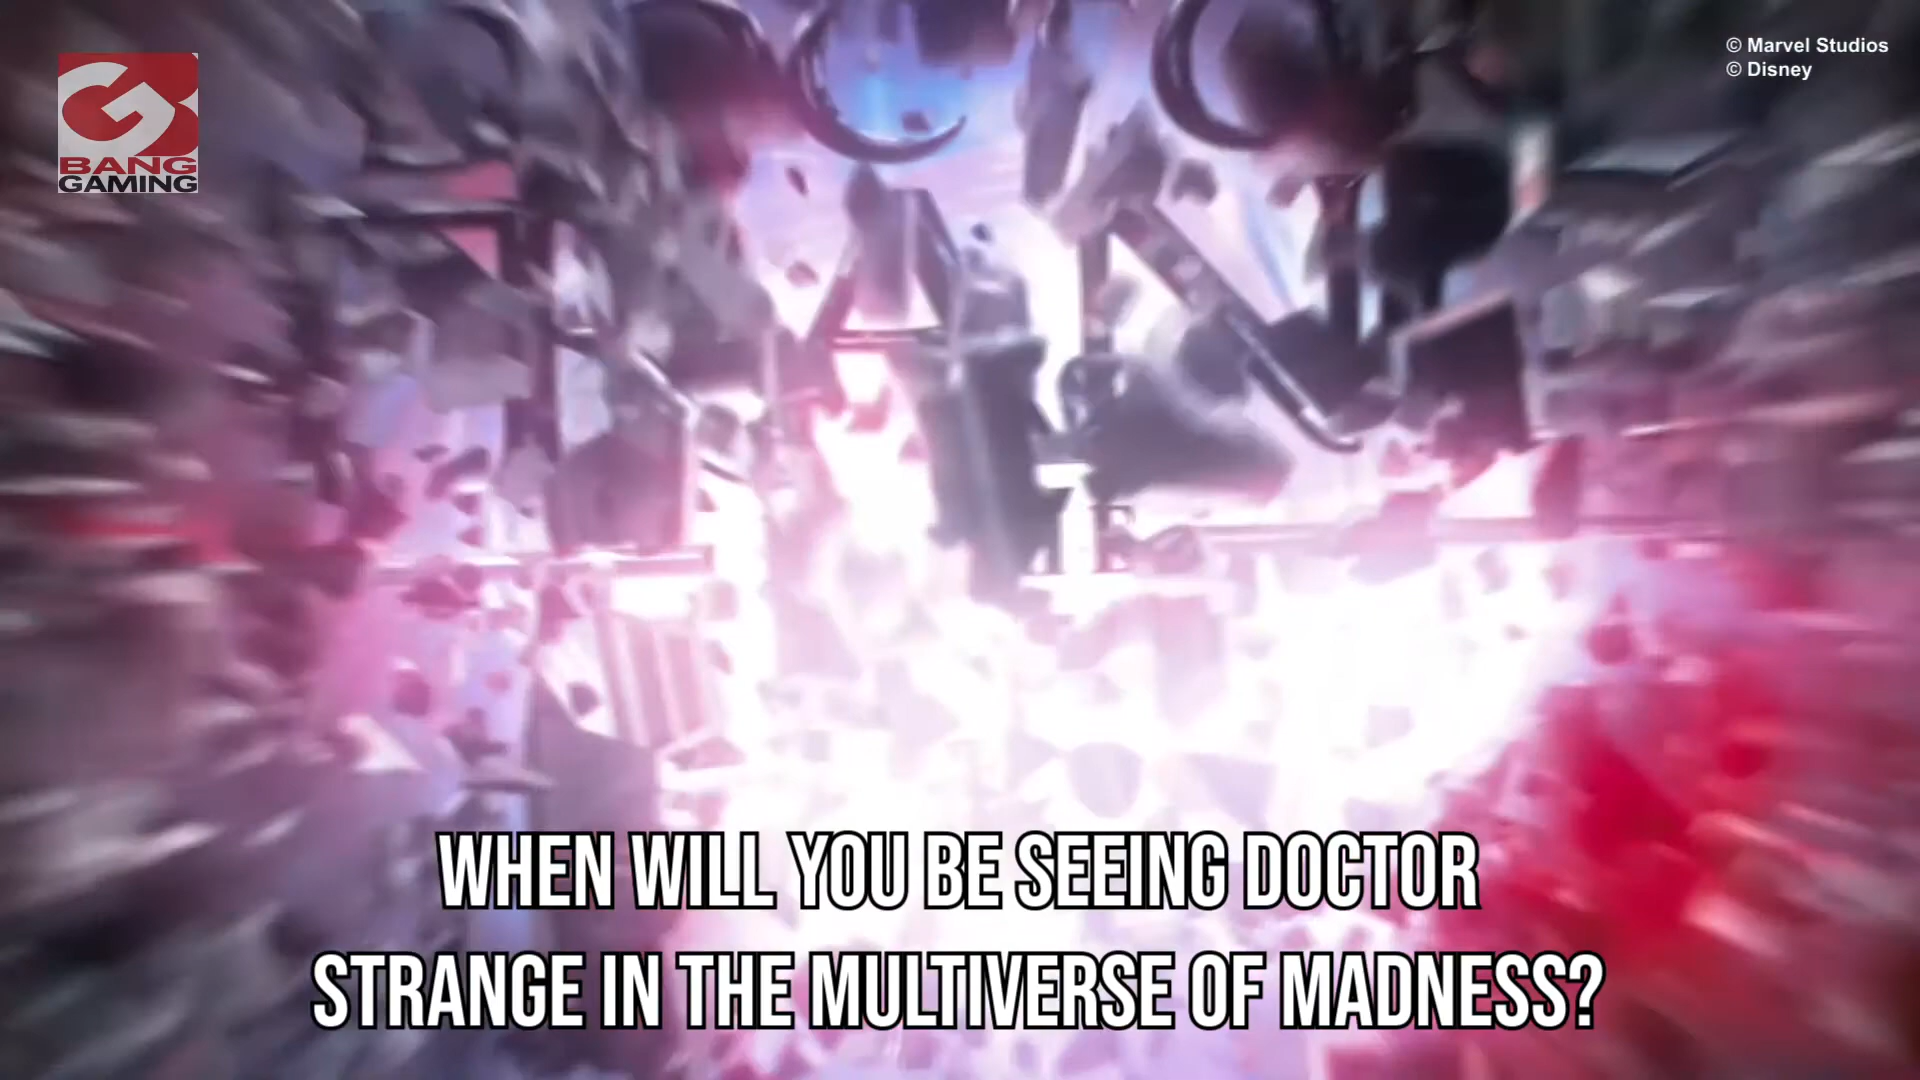 © Marvel Studios
© Disney
BANG
GAMING
WHEN WILL YOU BE SEEING DOCTOR
STRANGE IN THE MULTIVERSE OF MADNESS?